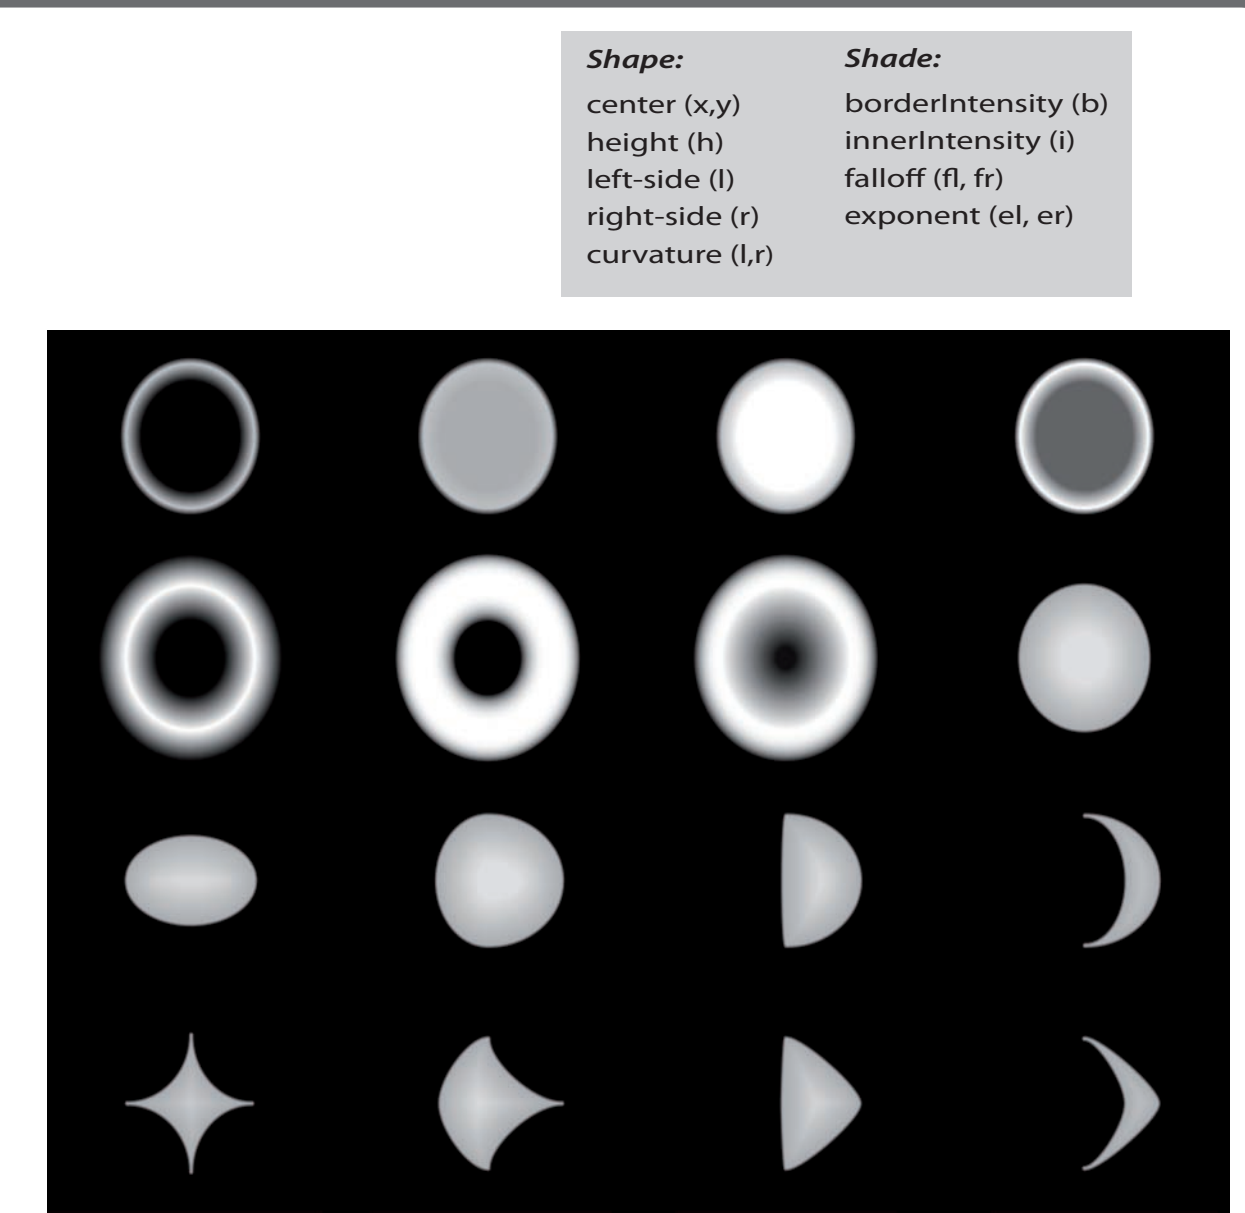 Shape:
center (x,y)
height (h)
left-side (l)
right-side (r)
curvature (l,r)
Shade:
borderIntensity (b)
innerIntensity (i)
falloff (fl, fr)
exponent (el, er)